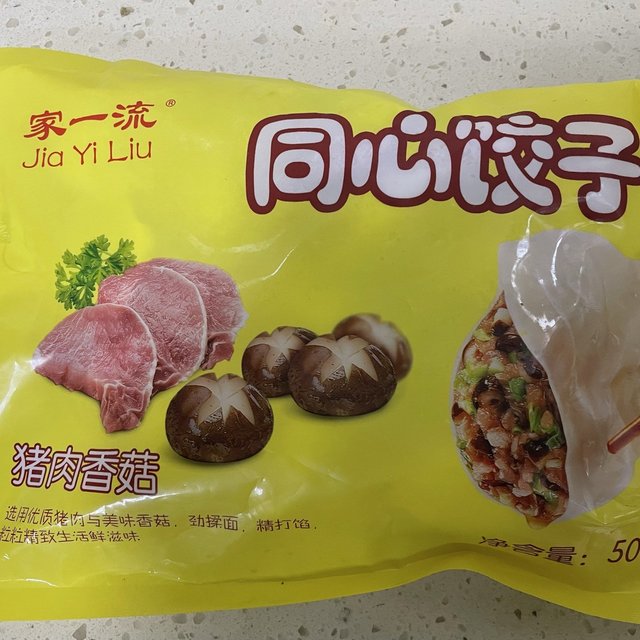 家一流®
Jia Yi Liu
同心饺子
猪肉香菇
选用优质猪肉与美味香菇，劲揉面，精打馅，
粒粒精致生活鲜滋味
净含量：50